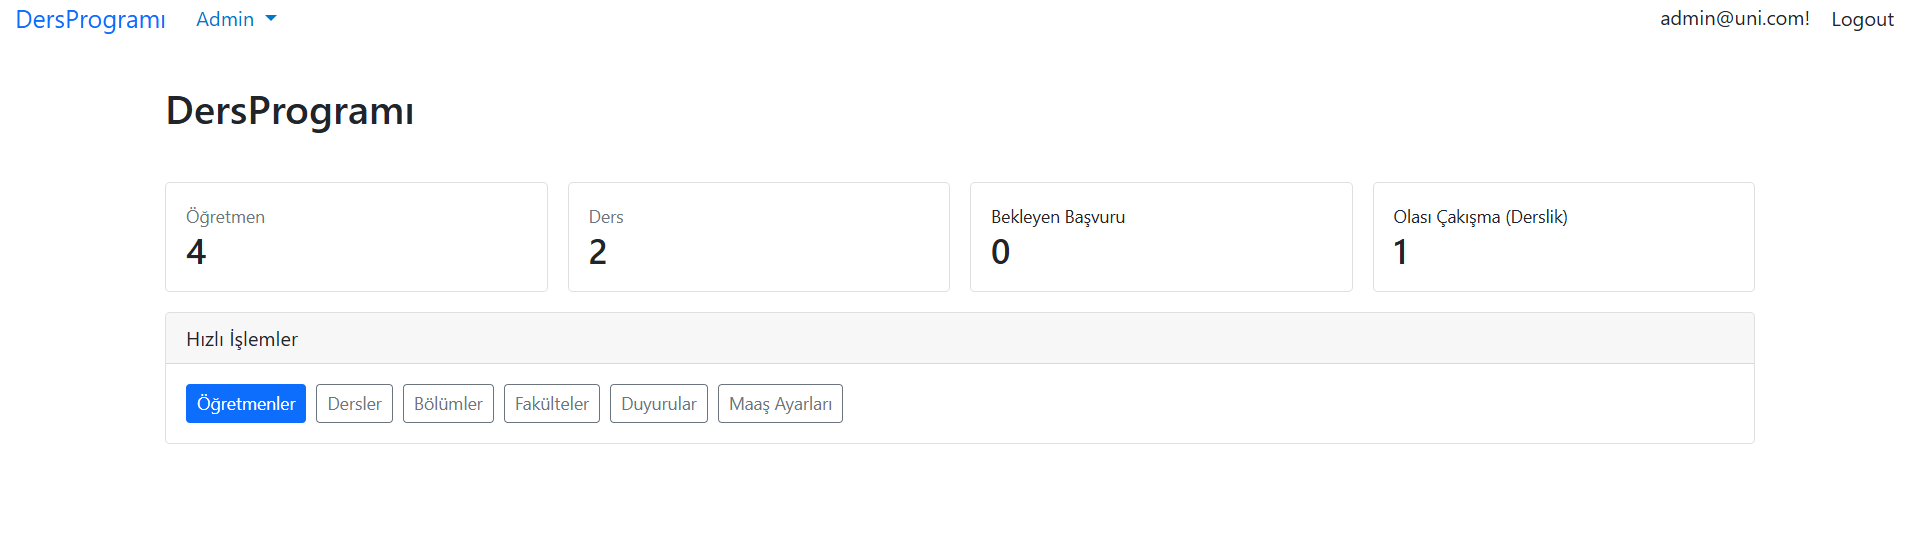 DersProgramı Admin admin@uni.com! Logout
DersProgramı
Öğretmen
4
Ders
2
Bekleyen Başvuru
0
Olası Çakışma (Derslik)
1
Hızlı İşlemler
Öğretmenler Dersler Bölümler Fakülteler Duyurular Maaş Ayarları